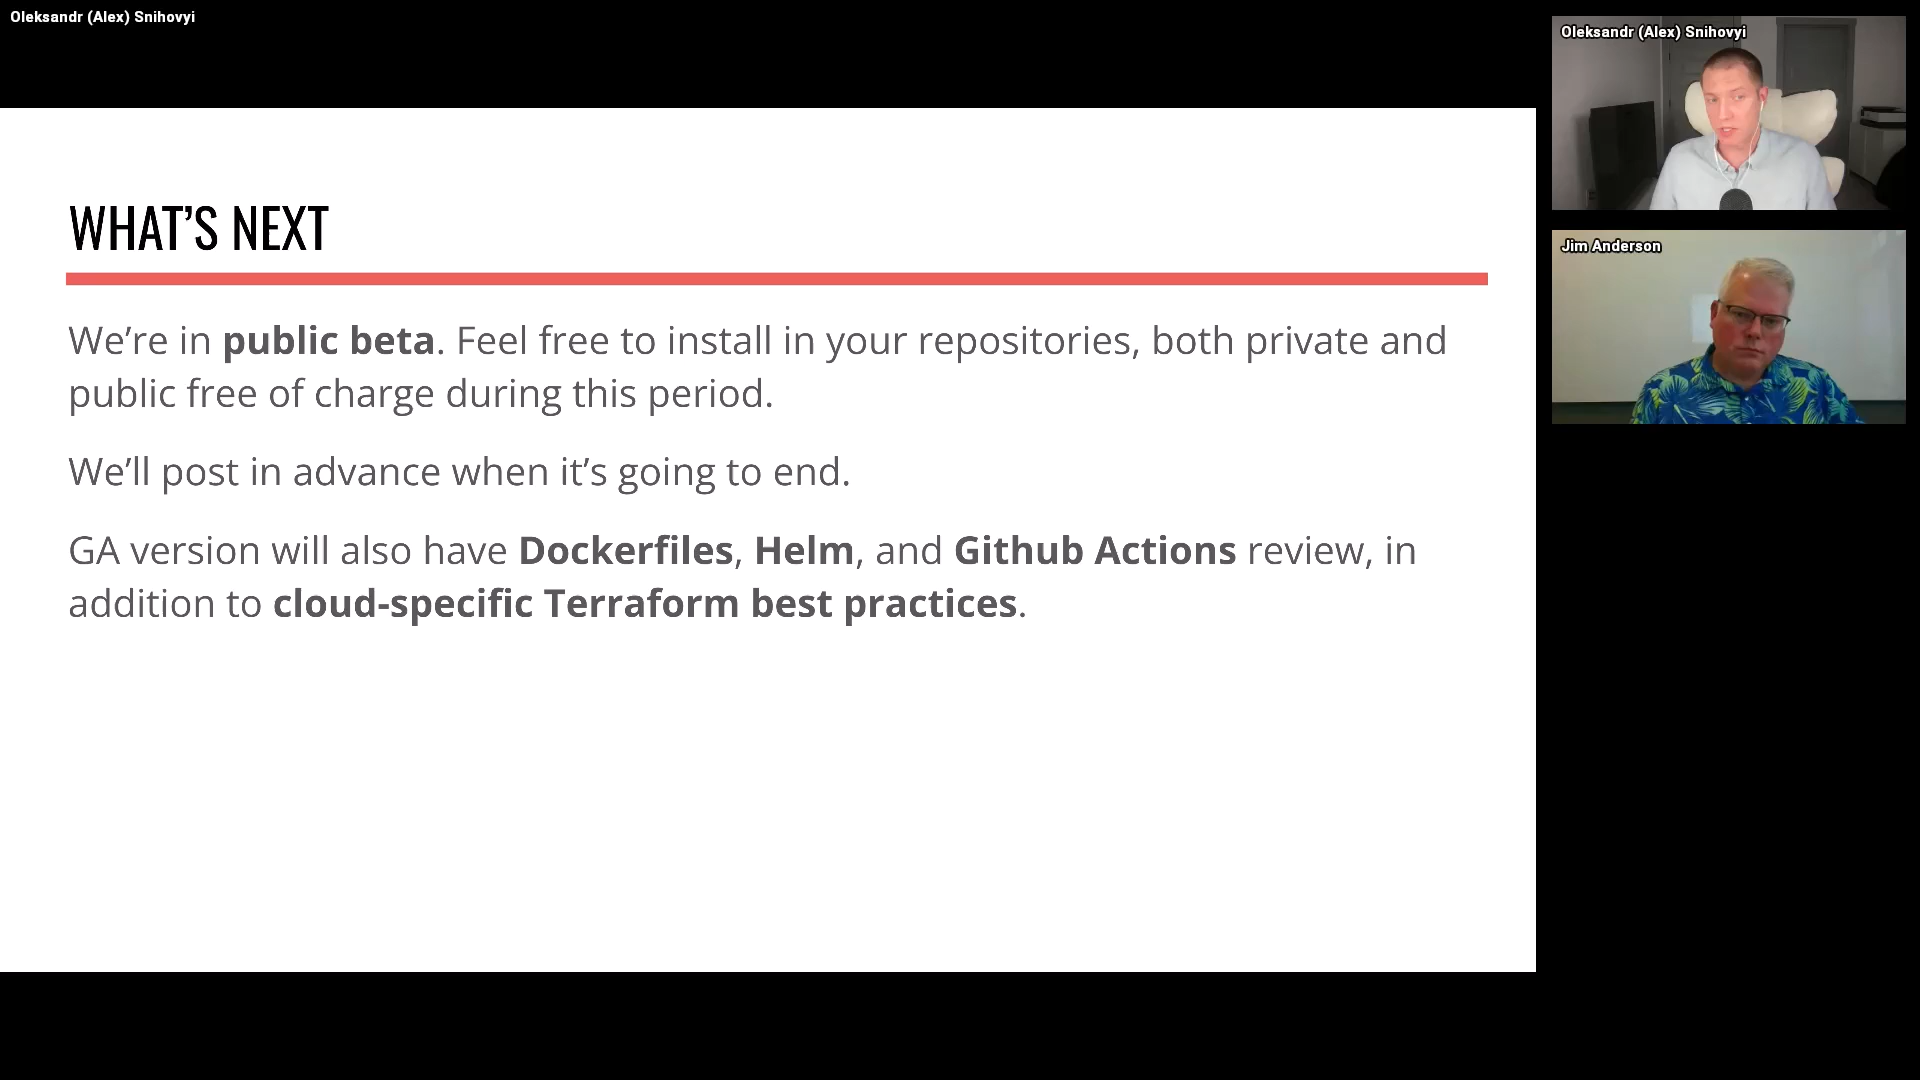 Oleksandr (Alex) Snihovyi
Oleksandr (Alex) Snihovyi
Jim Anderson
WHAT’S NEXT
We’re in public beta. Feel free to install in your repositories, both private and
public free of charge during this period.
We’ll post in advance when it’s going to end.
GA version will also have Dockerfiles, Helm, and Github Actions review, in
addition to cloud-specific Terraform best practices.